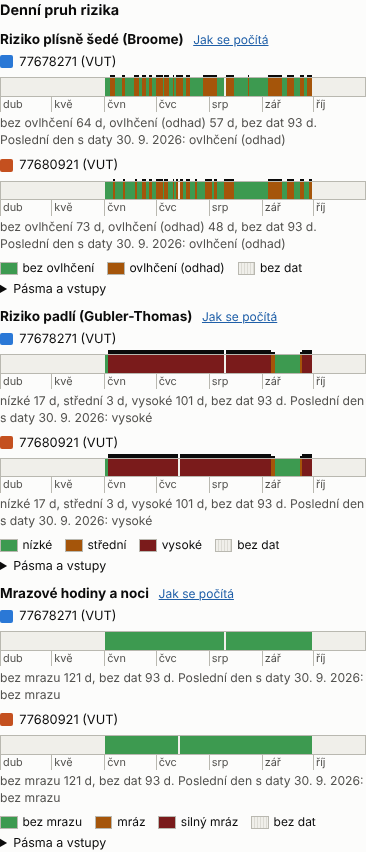 Denní pruh rizika
Riziko plísně šedé (Broome) Jak se počítá
77678271 (VUT)
dub kvě čvn čvc srp zář říj
bez ovlhčení 64 d, ovlhčení (odhad) 57 d, bez dat 93 d.
Poslední den s daty 30. 9. 2026: ovlhčení (odhad)
77680921 (VUT)
dub kvě čvn čvc srp zář říj
bez ovlhčení 73 d, ovlhčení (odhad) 48 d, bez dat 93 d.
Poslední den s daty 30. 9. 2026: ovlhčení (odhad)
bez ovlhčení ovlhčení (odhad) bez dat
Pásma a vstupy
Riziko padlí (Gubler-Thomas) Jak se počítá
77678271 (VUT)
dub kvě čvn čvc srp zář říj
nízké 17 d, střední 3 d, vysoké 101 d, bez dat 93 d. Poslední den
s daty 30. 9. 2026: vysoké
77680921 (VUT)
dub kvě čvn čvc srp zář říj
nízké 17 d, střední 3 d, vysoké 101 d, bez dat 93 d. Poslední den
s daty 30. 9. 2026: vysoké
nízké střední vysoké bez dat
Pásma a vstupy
Mrazové hodiny a noci Jak se počítá
77678271 (VUT)
dub kvě čvn čvc srp zář říj
bez mrazu 121 d, bez dat 93 d. Poslední den s daty 30. 9. 2026:
bez mrazu
77680921 (VUT)
dub kvě čvn čvc srp zář říj
bez mrazu 121 d, bez dat 93 d. Poslední den s daty 30. 9. 2026:
bez mrazu
bez mrazu mráz silný mráz bez dat
Pásma a vstupy